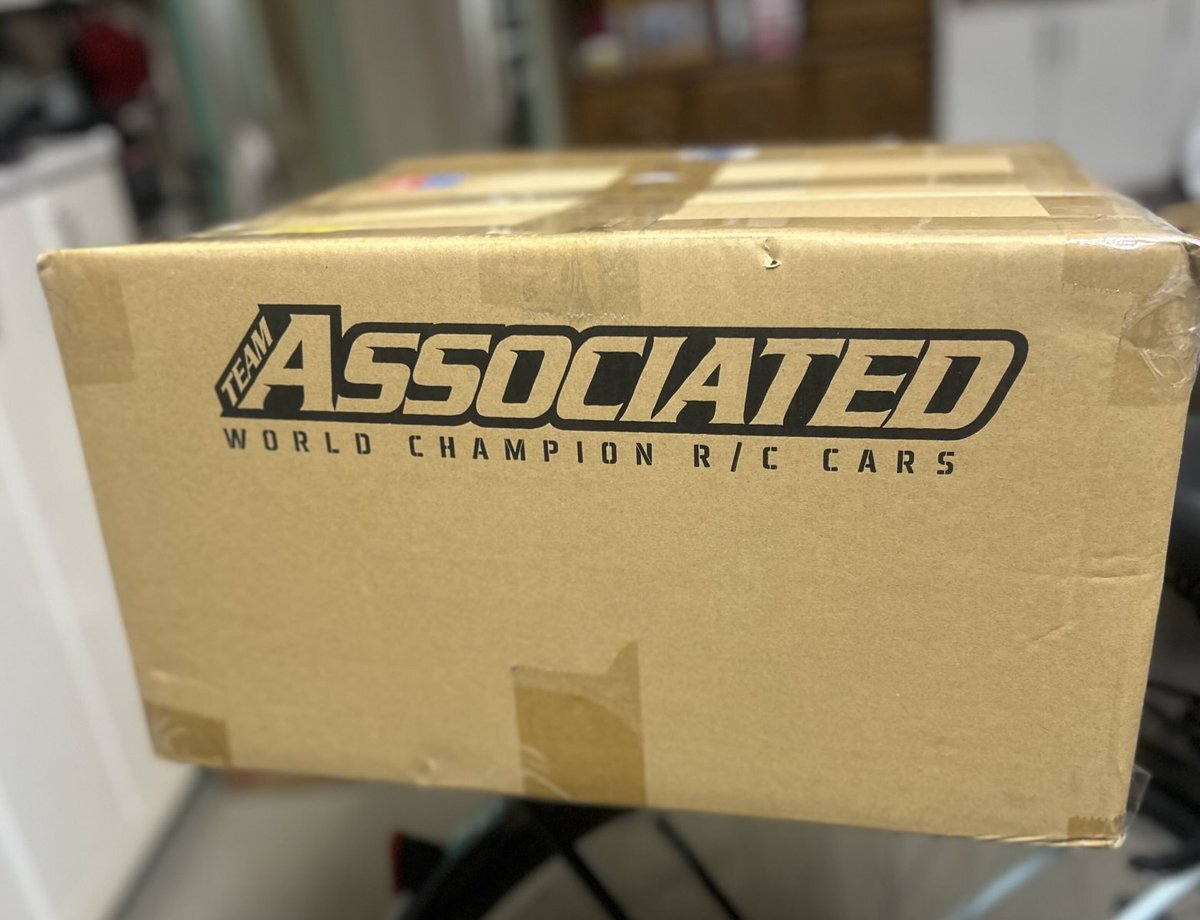 TEAM ASSOCIATED
WORLD CHAMPION R/C CARS